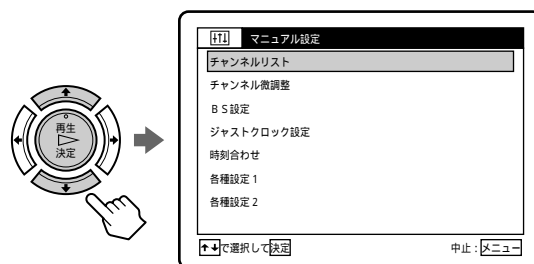 マニュアル設定
チャンネルリスト
チャンネル微調整
ＢＳ設定
ジャストクロック設定
時刻合わせ
各種設定1
各種設定2
↑↓で選択して決定 中止：メニュー
再生
決定